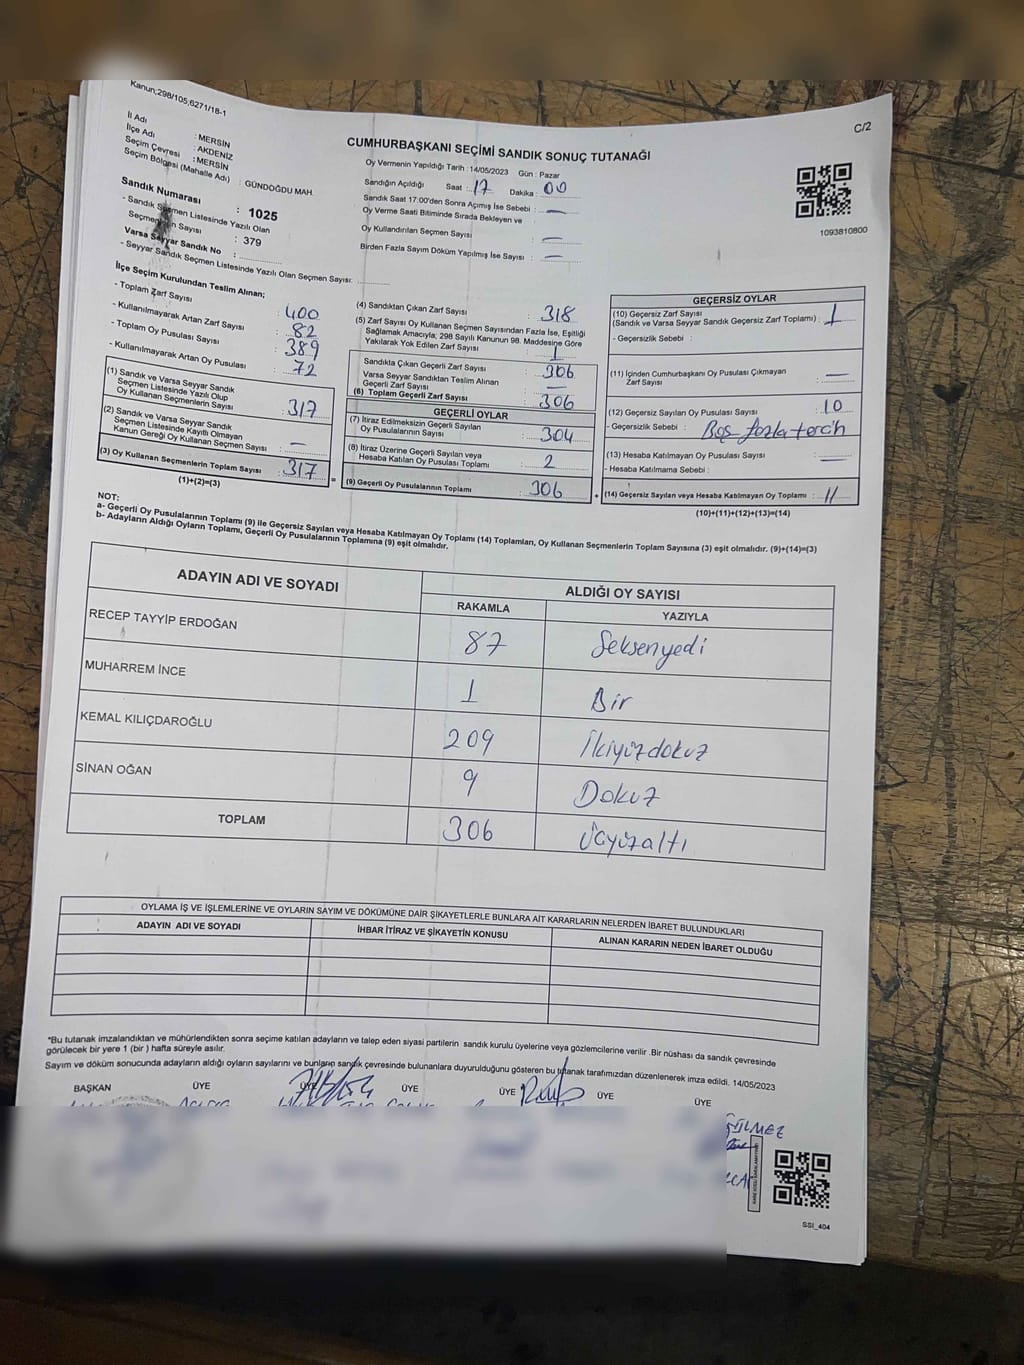 Kanun;298/105;6271/18-1
C/2
İl Adı : MERSİN
İlçe Adı : AKDENİZ
Seçim Çevresi : MERSİN
Seçim Bölgesi (Mahalle Adı) : GÜNDOĞDU MAH.
Sandık Numarası : 1025
- Sandık Seçmen Listesinde Yazılı Olan
Seçmen Sayısı : 379
Varsa Seyyar Sandık No :
- Seyyar Sandık Seçmen Listesinde Yazılı Olan Seçmen Sayısı:
CUMHURBAŞKANI SEÇİMİ SANDIK SONUÇ TUTANAĞI
Oy Vermenin Yapıldığı Tarih : 14/05/2023 Gün : Pazar
Sandığın Açıldığı Saat : 17 Dakika : 00
Sandık Saat 17:00'den Sonra Açımış İse Sebebi : —
Oy Verme Saati Bitiminde Sırada Bekleyen ve
Oy Kullandırılan Seçmen Sayısı : —
Birden Fazla Sayım Döküm Yapılmış İse Sayısı : —
1093810800
İlçe Seçim Kurulundan Teslim Alınan;
- Toplam Zarf Sayısı : 400
- Kullanılmayarak Artan Zarf Sayısı : 82
- Toplam Oy Pusulası Sayısı : 389
- Kullanılmayarak Artan Oy Pusulası : 72
(1) Sandık ve Varsa Seyyar Sandık
Seçmen Listesinde Yazılı Olup
Oy Kullanan Seçmenlerin Sayısı : 317
(2) Sandık ve Varsa Seyyar Sandık
Seçmen Listesinde Kayıtlı Olmayan
Kanun Gereği Oy Kullanan Seçmen Sayısı : —
(3) Oy Kullanan Seçmenlerin Toplam Sayısı : 317
(1)+(2)=(3)
=
(4) Sandıktan Çıkan Zarf Sayısı : 318
(5) Zarf Sayısı Oy Kullanan Seçmen Sayısından Fazla İse, Eşitliği
Sağlamak Amacıyla; 298 Sayılı Kanunun 98. Maddesine Göre
Yakılarak Yok Edilen Zarf Sayısı : 1
Sandıkta Çıkan Geçerli Zarf Sayısı : 306
Varsa Seyyar Sandıktan Teslim Alınan
Geçerli Zarf Sayısı : —
(6) Toplam Geçerli Zarf Sayısı : 306
GEÇERLİ OYLAR
(7) İtiraz Edilmeksizin Geçerli Sayılan
Oy Pusulalarının Sayısı : 304
(8) İtiraz Üzerine Geçerli Sayılan veya
Hesaba Katılan Oy Pusulası Toplamı : 2
(9) Geçerli Oy Pusulalarının Toplamı : 306
+
GEÇERSİZ OYLAR
(10) Geçersiz Zarf Sayısı
(Sandık ve Varsa Seyyar Sandık Geçersiz Zarf Toplamı) : 1
- Geçersizlik Sebebi :
(11) İçinden Cumhurbaşkanı Oy Pusulası Çıkmayan
Zarf Sayısı : —
(12) Geçersiz Sayılan Oy Pusulası Sayısı : 10
- Geçersizlik Sebebi : Boş fazla tercih
(13) Hesaba Katılmayan Oy Pusulası Sayısı : —
- Hesaba Katılmama Sebebi :
(14) Geçersiz Sayılan veya Hesaba Katılmayan Oy Toplamı : 11
(10)+(11)+(12)+(13)=(14)
NOT:
a- Geçerli Oy Pusulalarının Toplamı (9) ile Geçersiz Sayılan veya Hesaba Katılmayan Oy Toplamı (14) Toplamları, Oy Kullanan Seçmenlerin Toplam Sayısına (3) eşit olmalıdır. (9)+(14)=(3)
b- Adayların Aldığı Oyların Toplamı, Geçerli Oy Pusulalarının Toplamına (9) eşit olmalıdır.
ADAYIN ADI VE SOYADI ALDIĞI OY SAYISI
RAKAMLA YAZIYLA
RECEP TAYYİP ERDOĞAN 87 Seksenyedi
MUHARREM İNCE 1 Bir
KEMAL KILIÇDAROĞLU 209 İkiyüzdokuz
SİNAN OĞAN 9 Dokuz
TOPLAM 306 Üçyüzaltı
OYLAMA İŞ VE İŞLEMLERİNE VE OYLARIN SAYIM VE DÖKÜMÜNE DAİR ŞİKAYETLERLE BUNLARA AİT KARARLARIN NELERDEN İBARET BULUNDUKLARI
ADAYIN ADI VE SOYADI İHBAR İTİRAZ VE ŞİKAYETİN KONUSU ALINAN KARARIN NEDEN İBARET OLDUĞU
*Bu tutanak imzalandıktan ve mühürlendikten sonra seçime katılan adayların ve talep eden siyasi partilerin sandık kurulu üyelerine veya gözlemcilerine verilir .Bir nüshası da sandık çevresinde
görülecek bir yere 1 (bir ) hafta süreyle asılır.
Sayım ve döküm sonucunda adayların aldığı oyların sayılarını ve bunların sandık çevresinde bulunanlara duyurulduğunu gösteren bu tutanak tarafımızdan düzenlenerek imza edildi. 14/05/2023
BAŞKAN ÜYE ÜYE ÜYE ÜYE ÜYE ÜYE
SSI_404